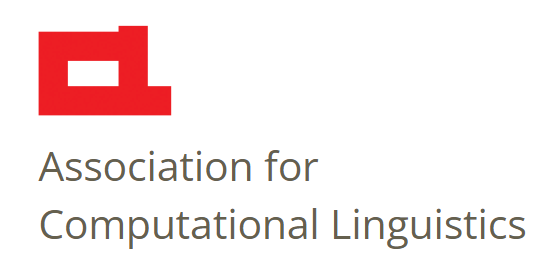 Association for
Computational Linguistics